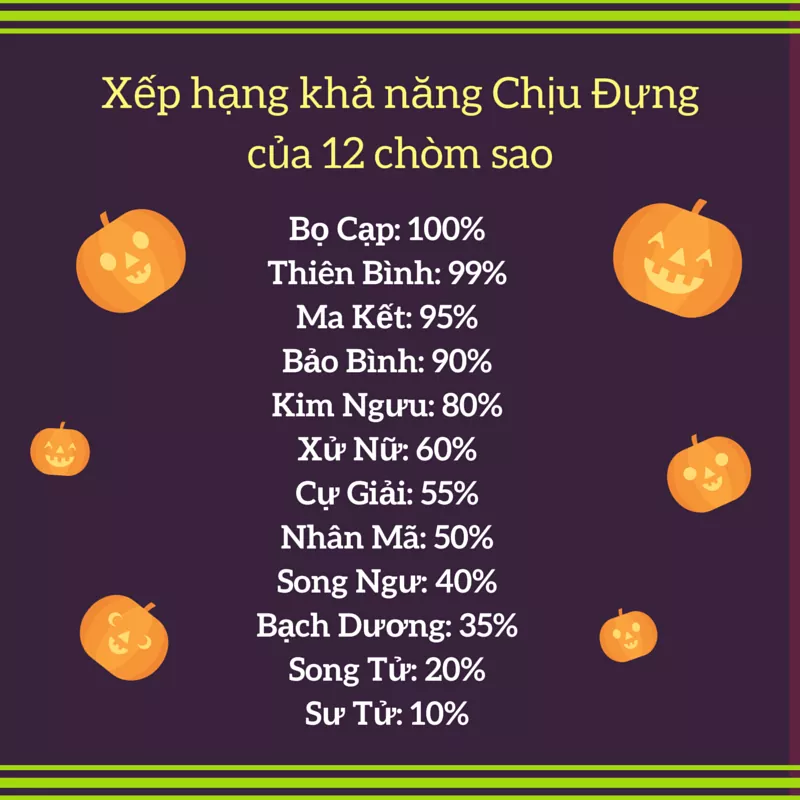 Xếp hạng khả năng Chịu Đựng
của 12 chòm sao
Bọ Cạp: 100%
Thiên Bình: 99%
Ma Kết: 95%
Bảo Bình: 90%
Kim Ngưu: 80%
Xử Nữ: 60%
Cự Giải: 55%
Nhân Mã: 50%
Song Ngư: 40%
Bạch Dương: 35%
Song Tử: 20%
Sư Tử: 10%